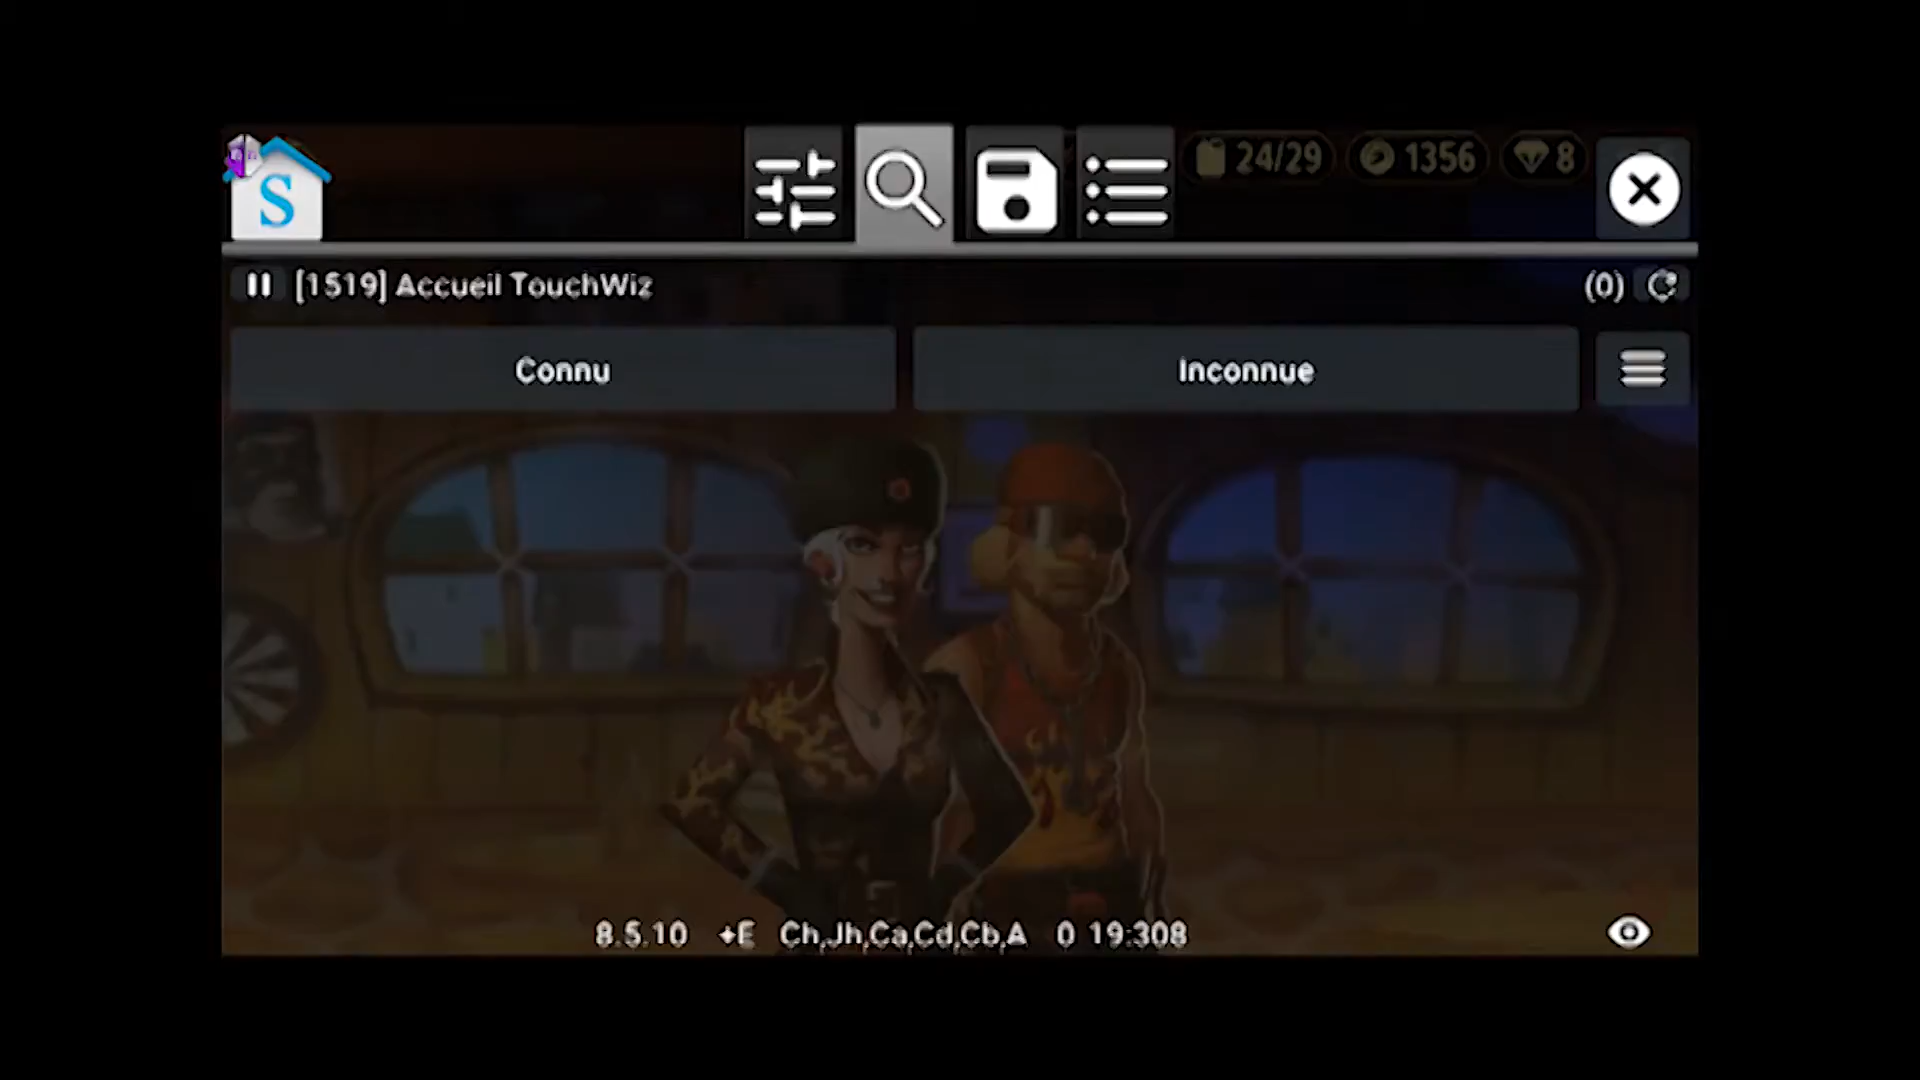 S
24/29 1356 8
[1519] Accueil TouchWiz (0)
Connu Inconnue
8.5.10 +E Ch,Jh,Ca,Cd,Cb,A 0 19:308